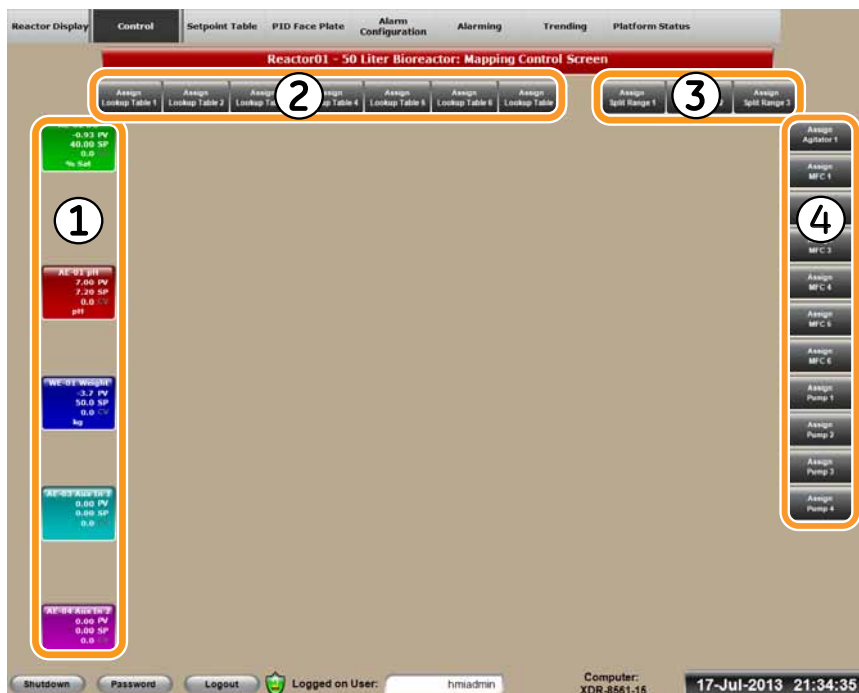 Reactor Display
Control
Setpoint Table
PID Face Plate
Alarm
Configuration
Alarming
Trending
Platform Status
Reactor01 - 50 Liter Bioreactor: Mapping Control Screen
Assign
Lookup Table 1
Assign
Lookup Table 2
Lookup
2
Table 4
Assign
Lookup Table 5
Assign
Lookup Table 6
Assign
Lookup Table
Assign
Split Range 1
3
2
Assign
Split Range 3
-0.93 PV
40.00 SP
0.0
% Sat
1
AE-01 pH
7.00 PV
7.20 SP
0.0 CV
pH
WE-01 Weight
-3.7 PV
50.0 SP
0.0 CV
kg
AE-03 Aux In
0.00 PV
0.00 SP
0.0 CV
AE-04 Aux In 2
0.00 PV
0.00 SP
0.0 CV
Assign
Agitator 1
Assign
MFC 1
4
MFC 3
Assign
MFC 4
Assign
MFC 5
Assign
MFC 6
Assign
Pump 1
Assign
Pump 2
Assign
Pump 3
Assign
Pump 4
Shutdown
Password
Logout
Logged on User:
hmiadmin
Computer:
XDR-8561-15
17-Jul-2013 21:34:35